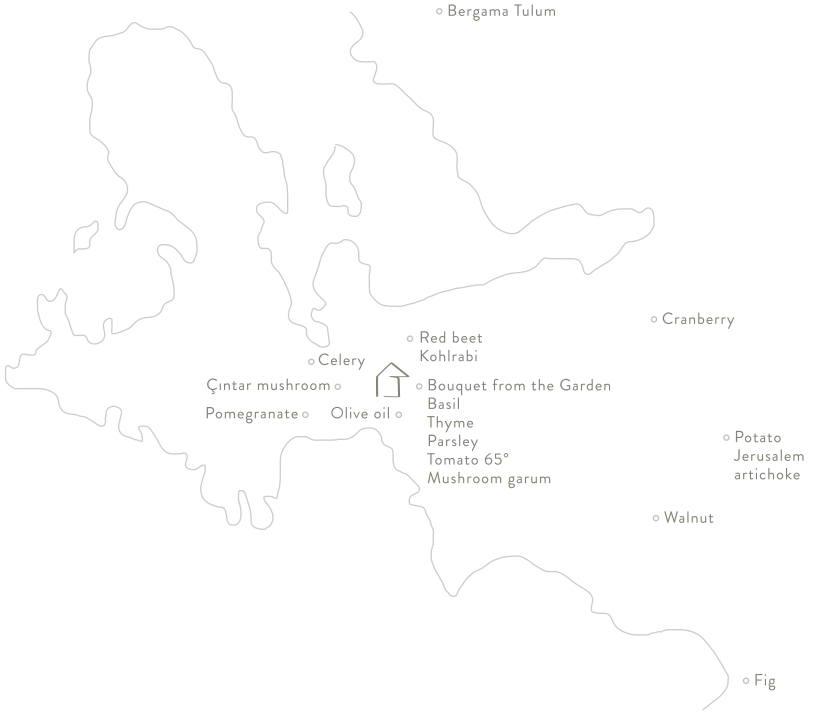 Bergama Tulum
Cranberry
Red beet
Kohlrabi
Celery
Çıntar mushroom
Bouquet from the Garden
Basil
Thyme
Parsley
Tomato 65°
Mushroom garum
Pomegranate
Olive oil
Potato
Jerusalem
artichoke
Walnut
Fig